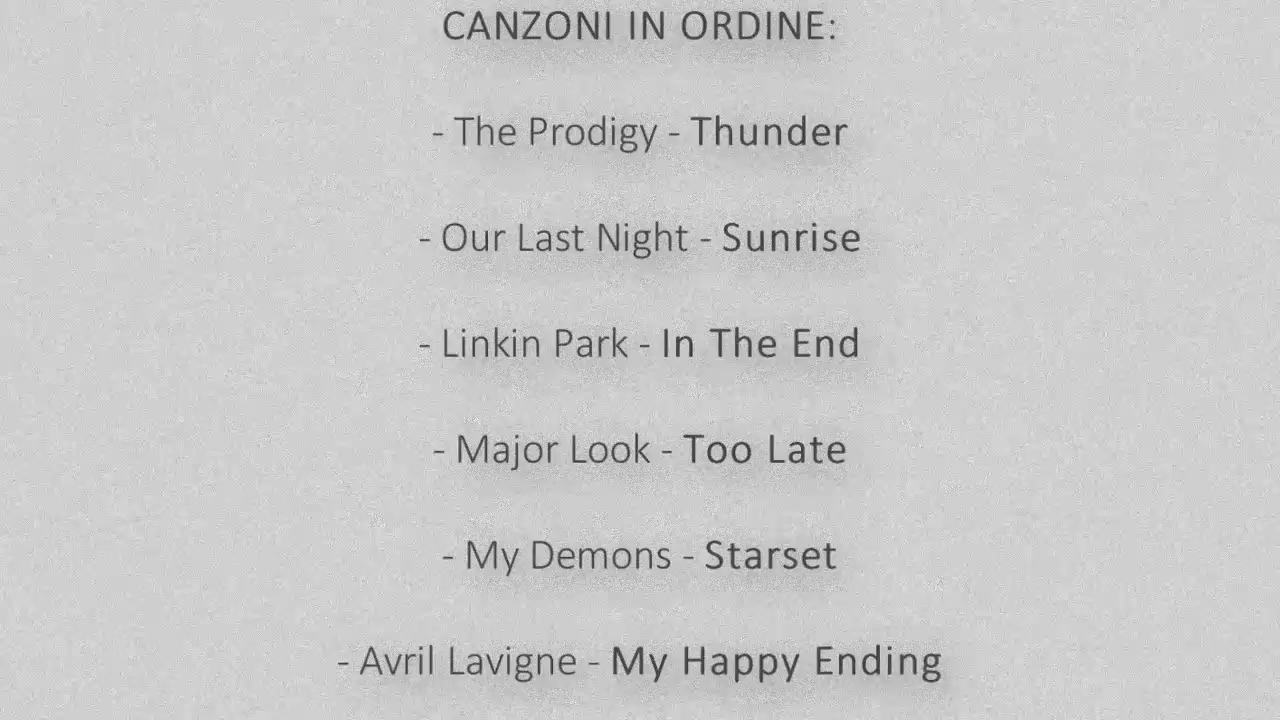 CANZONI IN ORDINE:
- The Prodigy - Thunder
- Our Last Night - Sunrise
- Linkin Park - In The End
- Major Look - Too Late
- My Demons - Starset
- Avril Lavigne - My Happy Ending